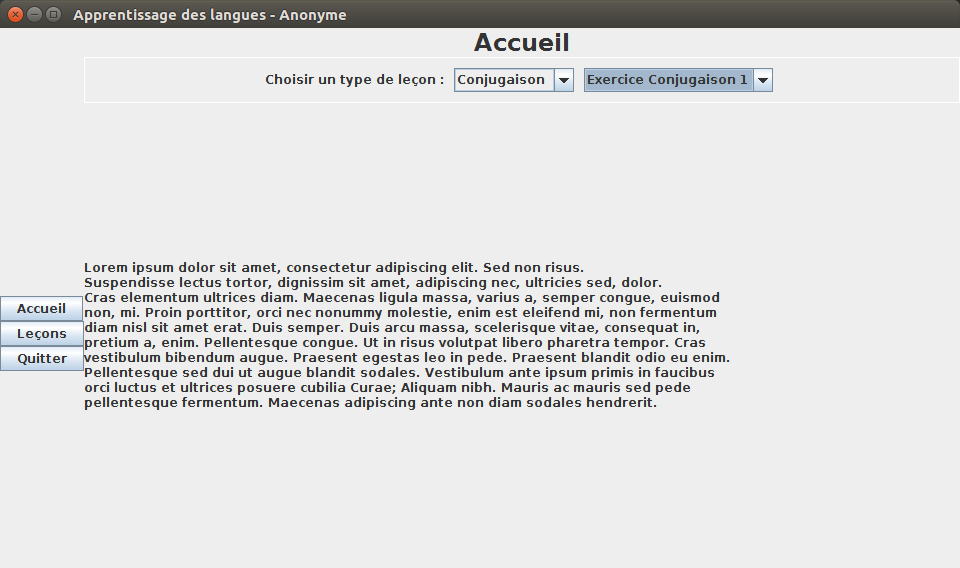 Apprentissage des langues - Anonyme
Accueil
Choisir un type de leçon : Conjugaison Exercice Conjugaison 1
Accueil
Leçons
Quitter
Lorem ipsum dolor sit amet, consectetur adipiscing elit. Sed non risus.
Suspendisse lectus tortor, dignissim sit amet, adipiscing nec, ultricies sed, dolor.
Cras elementum ultrices diam. Maecenas ligula massa, varius a, semper congue, euismod
non, mi. Proin porttitor, orci nec nonummy molestie, enim est eleifend mi, non fermentum
diam nisl sit amet erat. Duis semper. Duis arcu massa, scelerisque vitae, consequat in,
pretium a, enim. Pellentesque congue. Ut in risus volutpat libero pharetra tempor. Cras
vestibulum bibendum augue. Praesent egestas leo in pede. Praesent blandit odio eu enim.
Pellentesque sed dui ut augue blandit sodales. Vestibulum ante ipsum primis in faucibus
orci luctus et ultrices posuere cubilia Curae; Aliquam nibh. Mauris ac mauris sed pede
pellentesque fermentum. Maecenas adipiscing ante non diam sodales hendrerit.